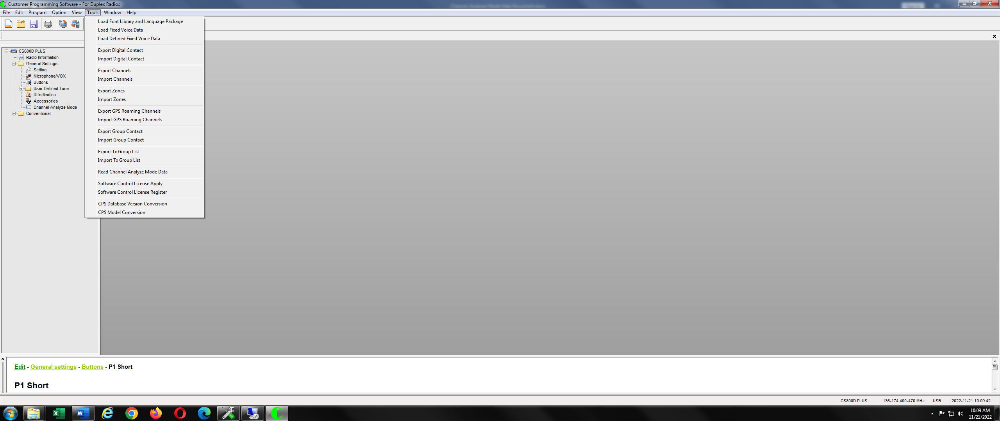 Customer Programming Software - For Duplex Radios
File Edit Program Option View Tools Window Help
Load Font Library and Language Package
Load Fixed Voice Data
Load Defined Fixed Voice Data
Export Digital Contact
Import Digital Contact
Export Channels
Import Channels
Export Zones
Import Zones
Export GPS Roaming Channels
Import GPS Roaming Channels
Export Group Contact
Import Group Contact
Export Tx Group List
Import Tx Group List
Read Channel Analyze Mode Data
Software Control License Apply
Software Control License Register
CPS Database Version Conversion
CPS Model Conversion
CS800D PLUS
Radio Information
General Settings
Setting
Microphone/VOX
Buttons
User Defined Tone
UI Indication
Accessories
Channel Analyze Mode
Conventional
Edit - General settings - Buttons - P1 Short
P1 Short
CS800D PLUS 136-174,400-470 MHz USB 2022-11-21 10:09:42
10:09 AM
11/21/2022